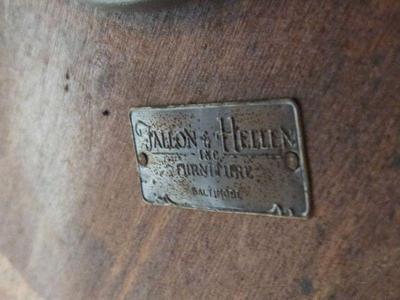 FALLON & HELLEN
INC
FURNITURE
BALTIMORE